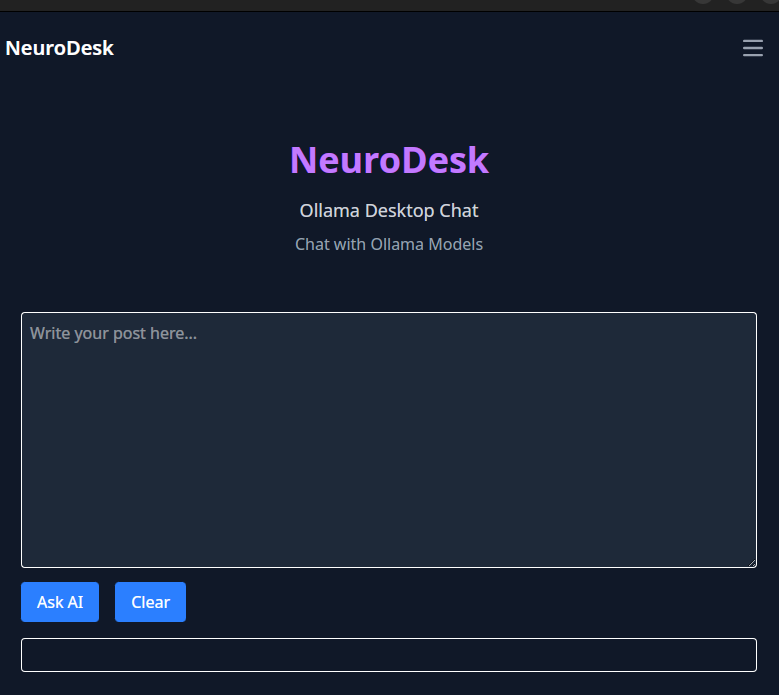 NeuroDesk
NeuroDesk
Ollama Desktop Chat
Chat with Ollama Models
Write your post here...
Ask AI
Clear